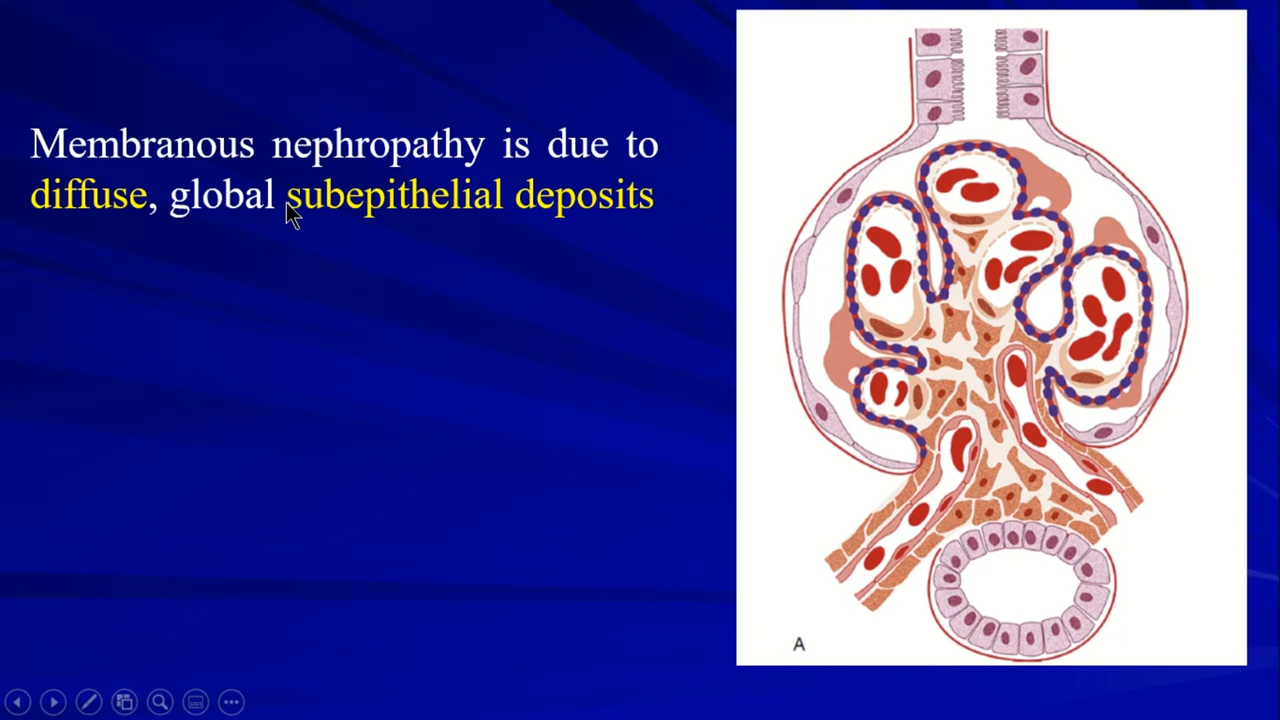 Membranous nephropathy is due to
diffuse, global subepithelial deposits
A